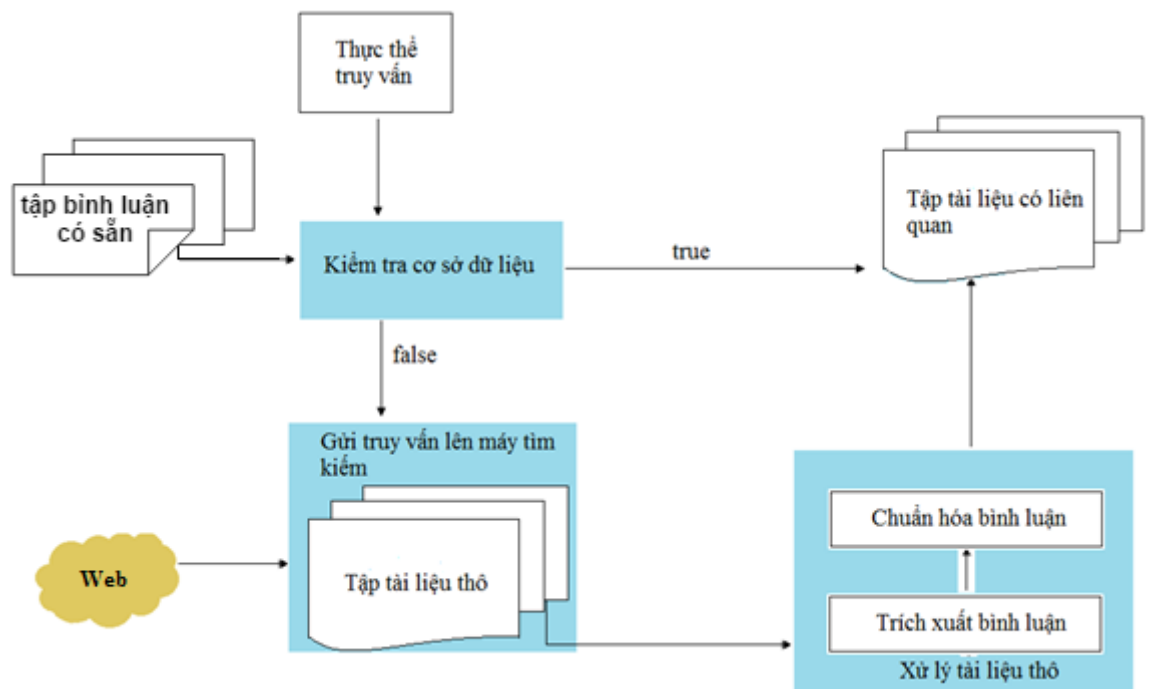 Thực thể
truy vấn
tập bình luận
có sẵn
Kiểm tra cơ sở dữ liệu
true
Tập tài liệu có liên
quan
false
Gửi truy vấn lên máy tìm
kiếm
Tập tài liệu thô
Web
Chuẩn hóa bình luận
Trích xuất bình luận
Xử lý tài liệu thô